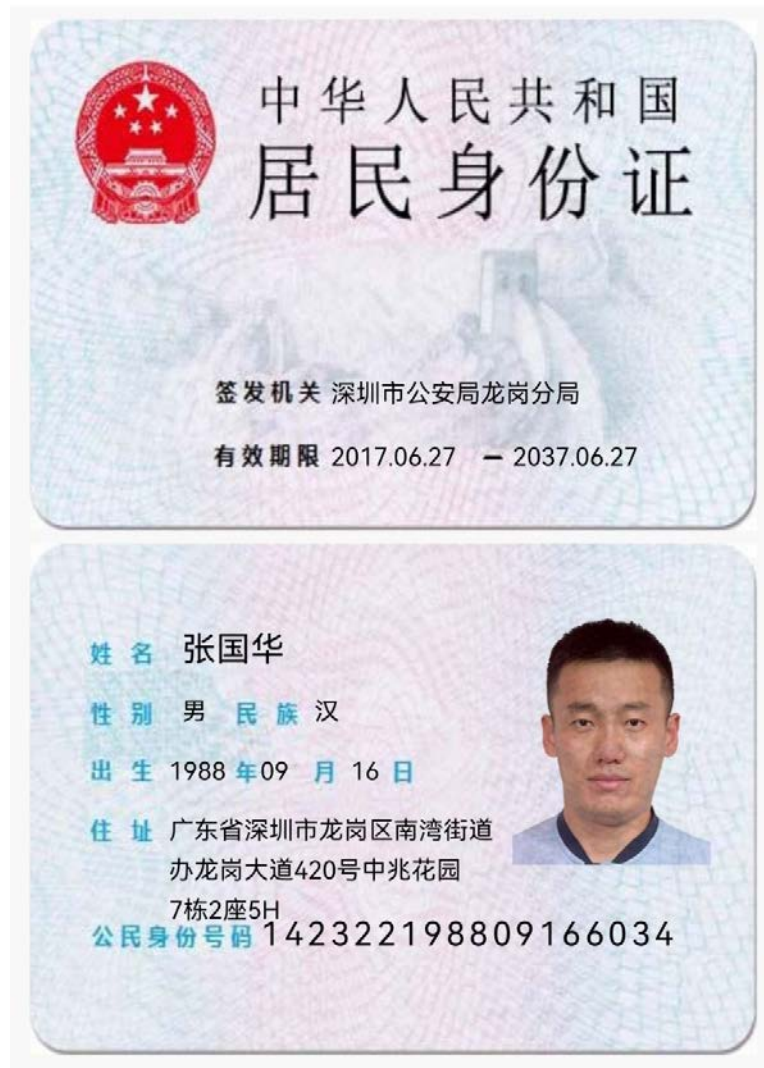 中华人民共和国
居民身份证
签发机关 深圳市公安局龙岗分局
有效期限 2017.06.27 — 2037.06.27
姓名 张国华
性别 男 民族 汉
出生 1988 年 09 月 16 日
住址 广东省深圳市龙岗区南湾街道
办龙岗大道420号中兆花园
7栋2座5H
公民身份号码 142322198809166034